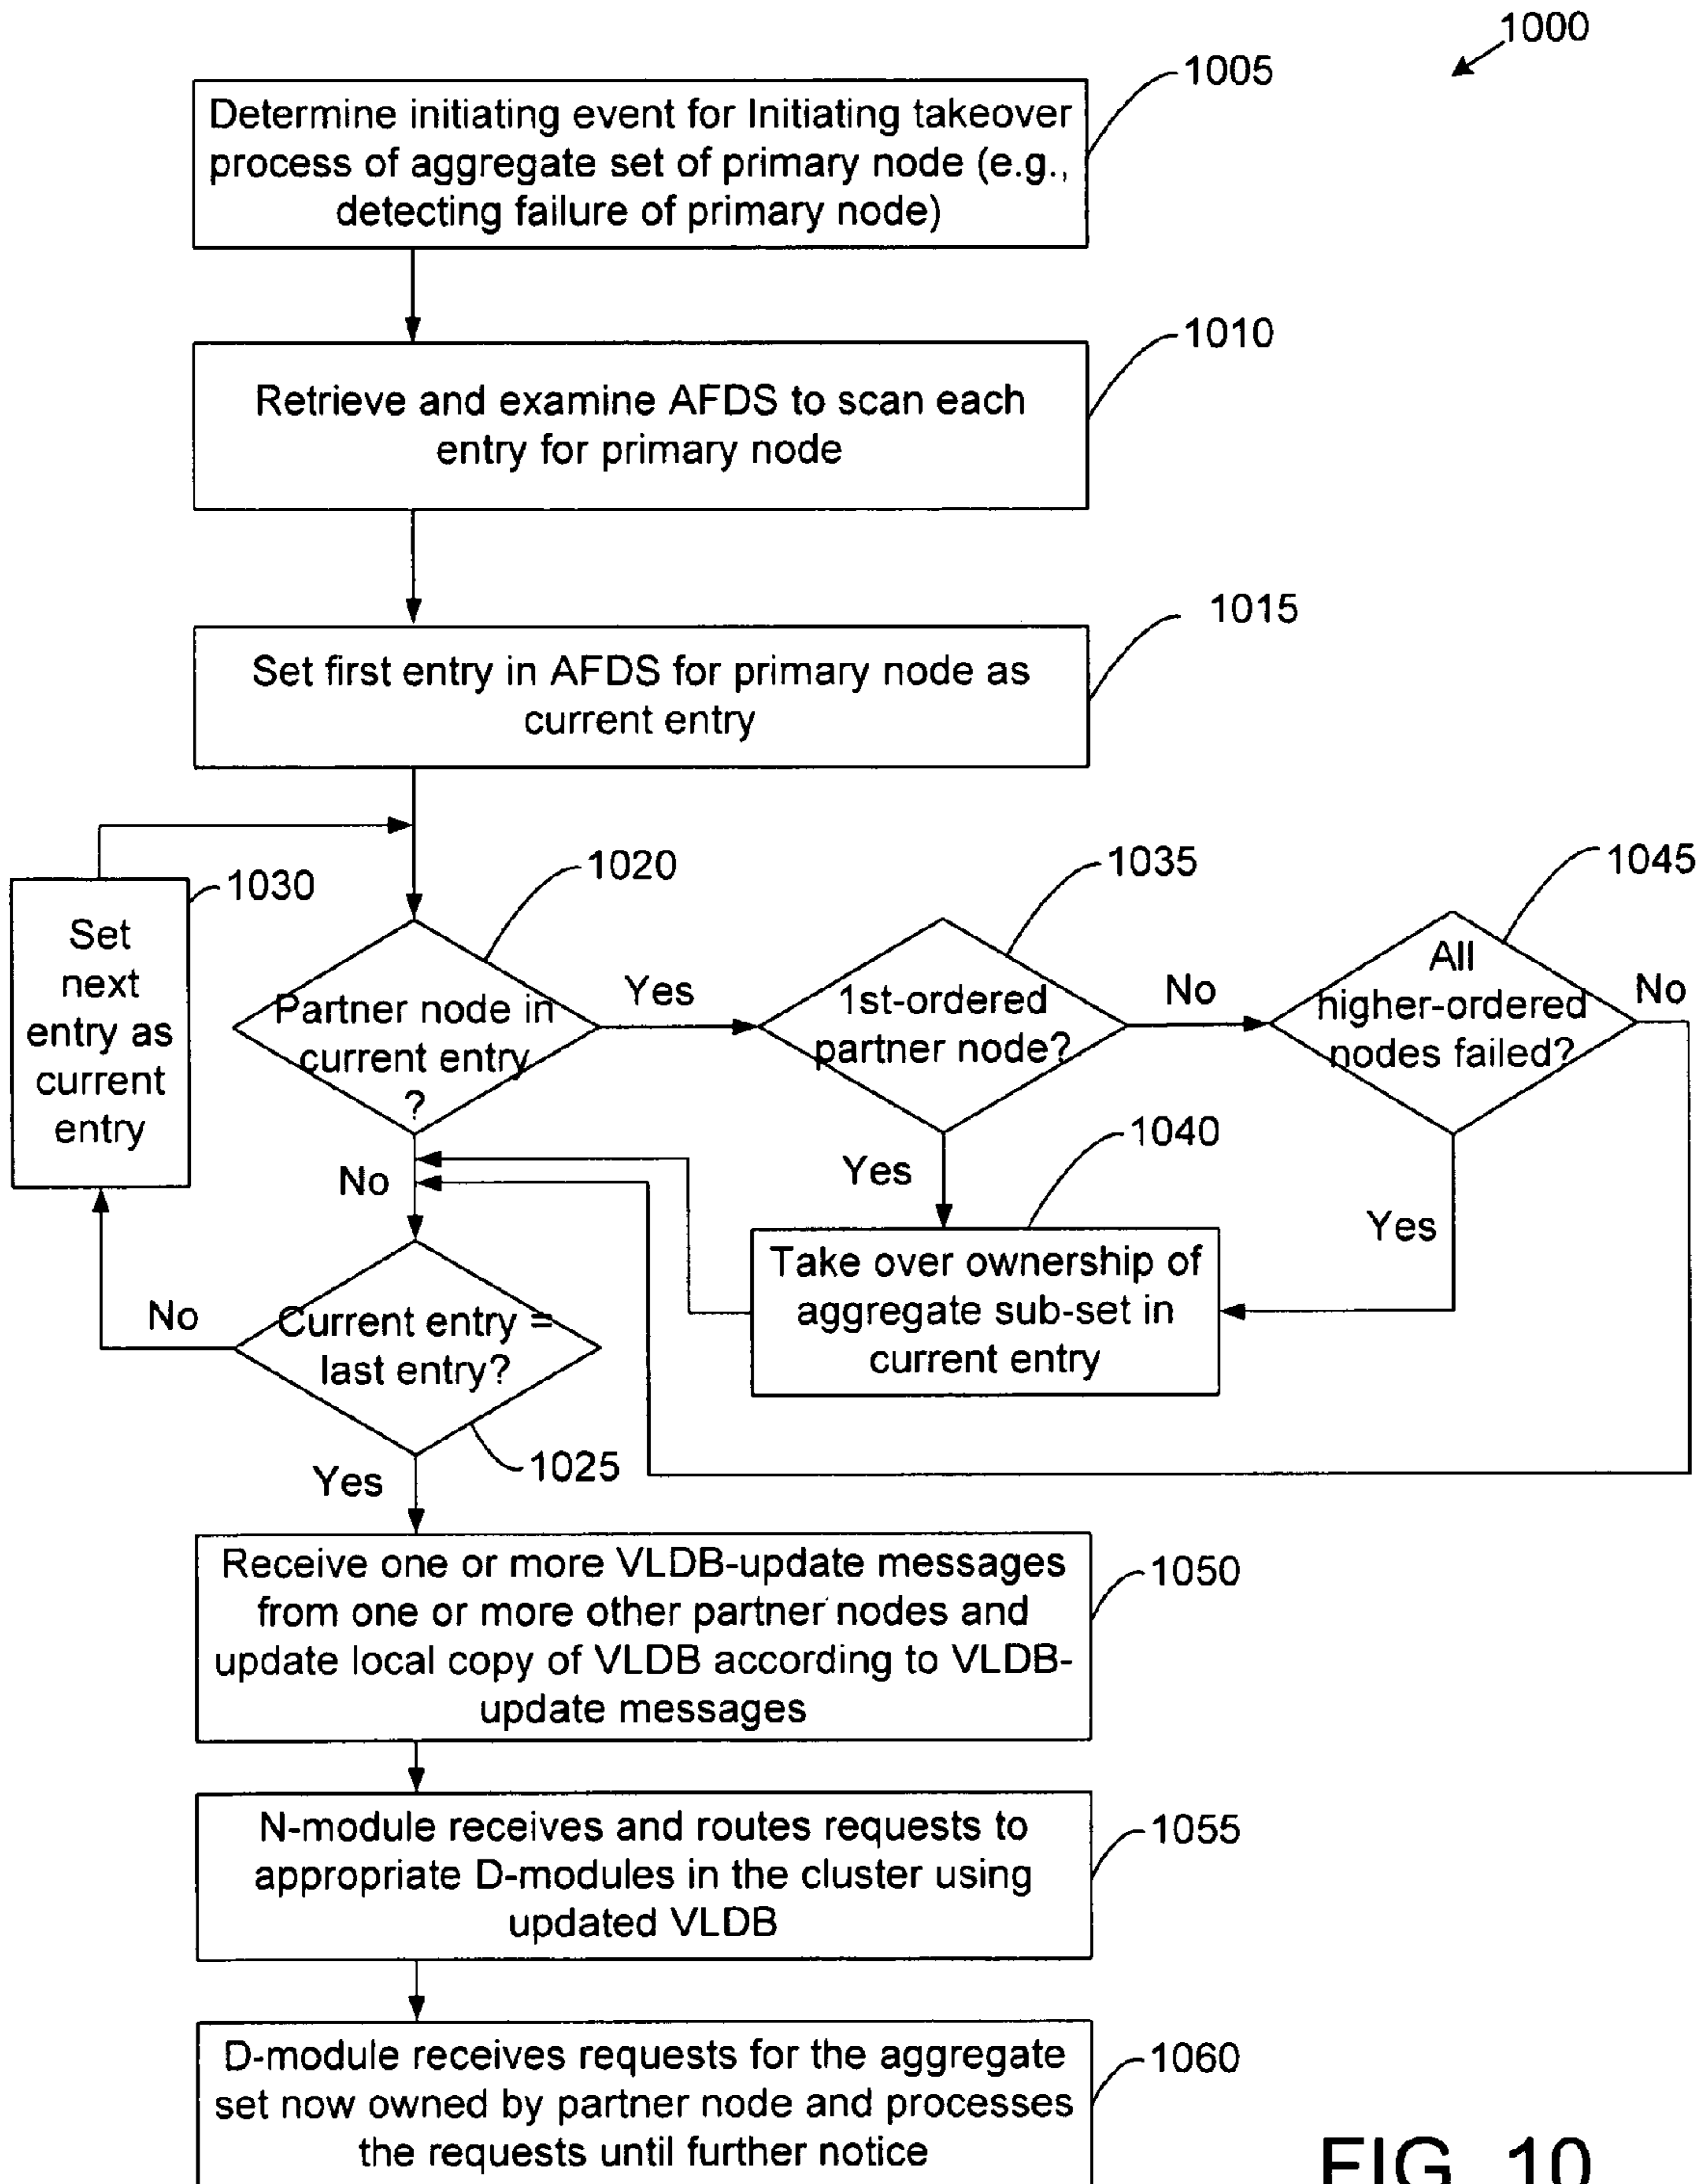 1000
1005
Determine initiating event for Initiating takeover
process of aggregate set of primary node (e.g.,
detecting failure of primary node)
1010
Retrieve and examine AFDS to scan each
entry for primary node
1015
Set first entry in AFDS for primary node as
current entry
1030
Set
next
entry as
current
entry
1020
Partner node in
current entry
?
Yes
No
1035
1st-ordered
partner node?
No
Yes
1045
All
higher-ordered
nodes failed?
No
Yes
1040
Take over ownership of
aggregate sub-set in
current entry
Current entry =
last entry?
No
1025
Yes
1050
Receive one or more VLDB-update messages
from one or more other partner nodes and
update local copy of VLDB according to VLDB-
update messages
1055
N-module receives and routes requests to
appropriate D-modules in the cluster using
updated VLDB
1060
D-module receives requests for the aggregate
set now owned by partner node and processes
the requests until further notice
FIG. 10